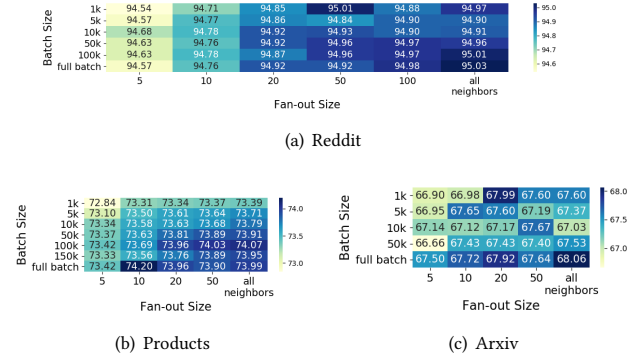 1k 94.54 94.71 94.85 95.01 94.88 94.97
5k 94.57 94.77 94.86 94.84 94.90 94.90
10k 94.68 94.78 94.92 94.93 94.90 94.91
50k 94.63 94.76 94.92 94.93 94.97 94.96
100k 94.63 94.78 94.87 94.96 94.97 95.01
full batch 94.57 94.76 94.92 94.92 94.98 95.03
5 10 20 50 100 all
neighbors
Batch Size
Fan-out Size
95.0
94.8
94.6
(a) Reddit
1k 72.84 73.31 73.34 73.37 73.39
5k 73.10 73.50 73.61 73.64 73.71
10k 73.34 73.58 73.63 73.68 73.79
50k 73.37 73.63 73.81 73.89 73.91
100k 73.42 73.69 73.96 74.03 74.07
150k 73.33 73.56 73.76 73.89 73.95
full batch 73.42 74.20 73.96 73.90 73.99
5 10 20 50 all
neighbors
Batch Size
Fan-out Size
74.0
73.5
73.0
(b) Products
1k 66.90 66.98 67.99 67.60 67.60
5k 66.95 67.65 67.60 67.19 67.37
10k 67.14 67.12 67.17 67.67 67.03
50k 66.66 67.43 67.43 67.40 67.53
full batch 67.50 67.72 67.92 67.64 68.06
5 10 20 50 all
neighbors
Batch Size
Fan-out Size
68.0
67.5
67.0
(c) Arxiv